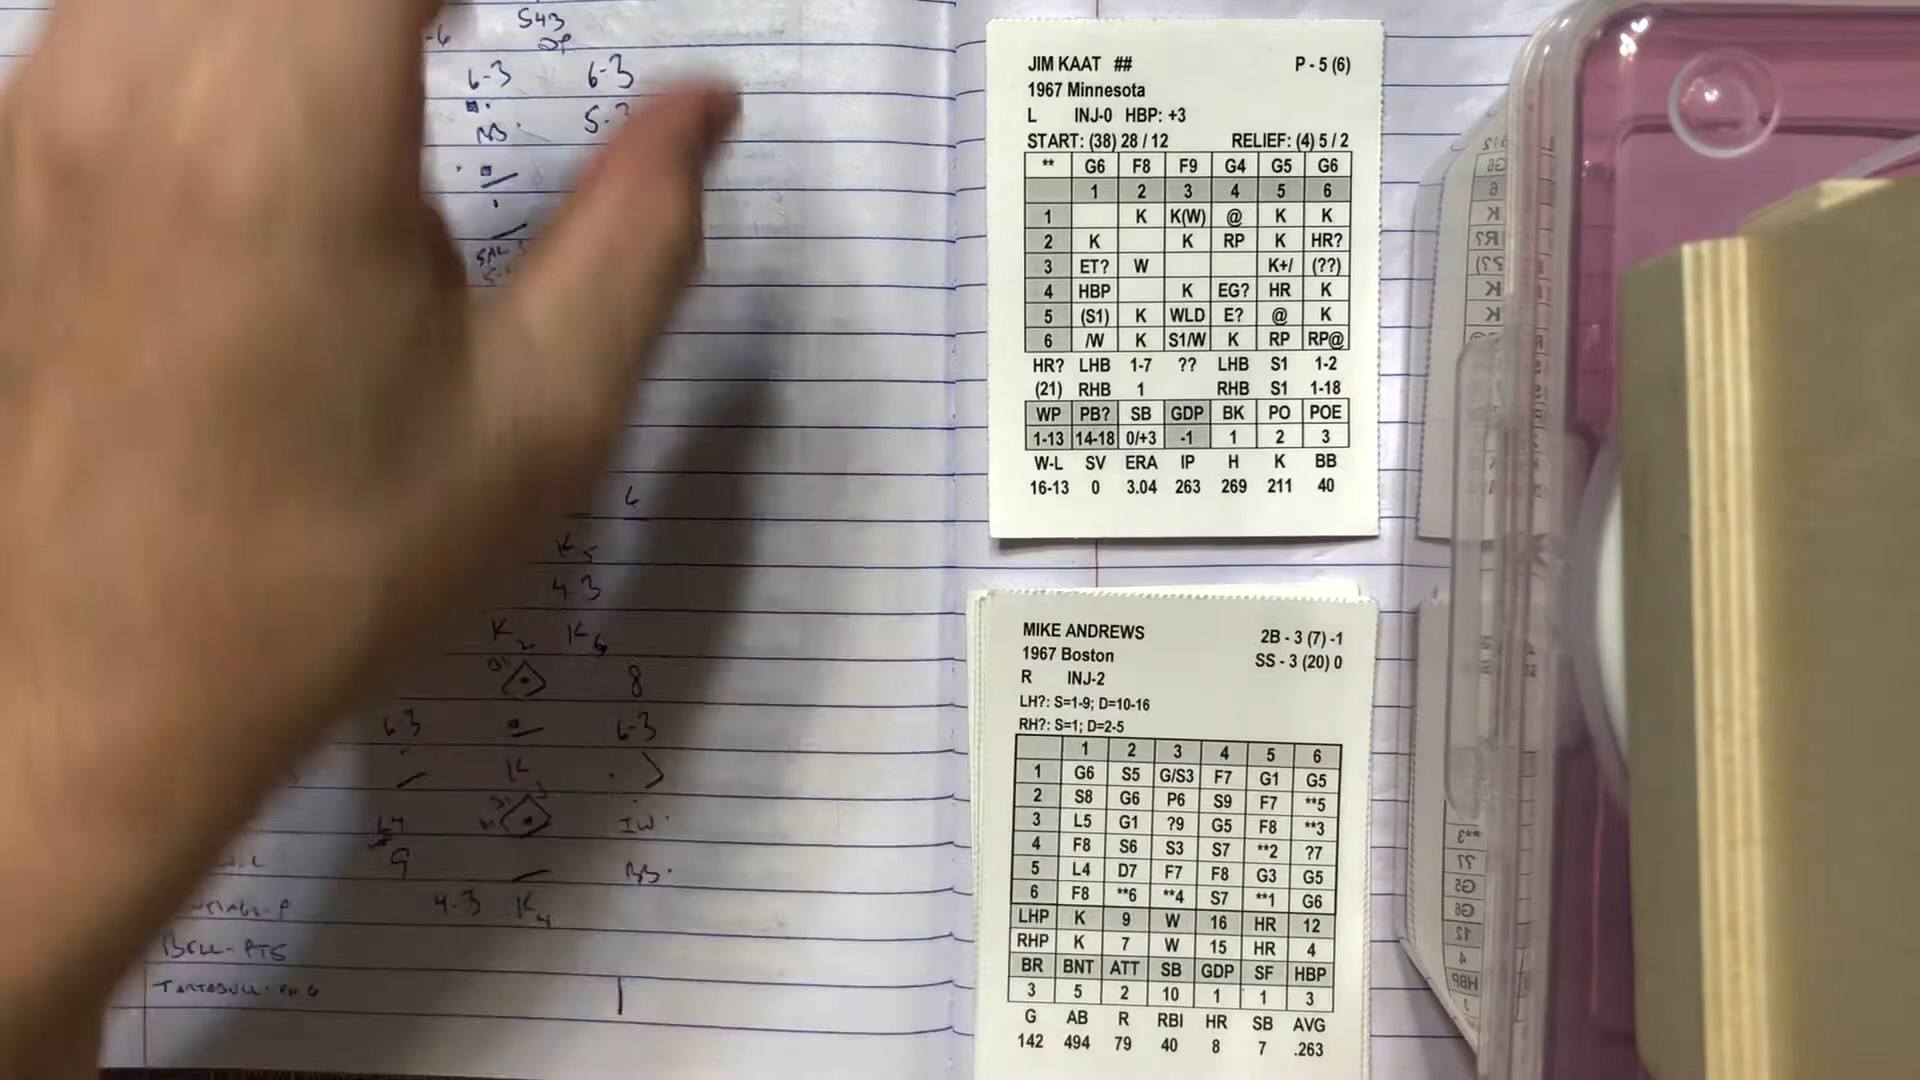 543
DP
6-3 6-3
BB
6
K5
4-3
K2 K6
8
6-3 6-3
K
IW
9 BB
4-3 K4
BELL-
JIM KAAT ## P - 5 (6)
1967 Minnesota
L INJ-0 HBP: +3
START: (38) 28 / 12 RELIEF: (4) 5 / 2
** G6 F8 F9 G4 G5 G6
1 2 3 4 5 6
1 K K(W) @ K K
2 K K RP K HR?
3 ET? W K+/ (??)
4 HBP K EG? HR K
5 (S1) K WLD E? @ K
6 /W K S1/W K RP RP@
HR? LHB 1-7 ?? LHB S1 1-2
(21) RHB 1 RHB S1 1-18
WP PB? SB GDP BK PO POE
1-13 14-18 0/+3 -1 1 2 3
W-L SV ERA IP H K BB
16-13 0 3.04 263 269 211 40
MIKE ANDREWS 2B - 3 (7) -1
1967 Boston SS - 3 (20) 0
R INJ-2
LH?: S=1-9; D=10-16
RH?: S=1; D=2-5
1 2 3 4 5 6
1 G6 S5 G/S3 F7 G1 G5
2 S8 G6 P6 S9 F7 **5
3 L5 G1 ?9 G5 F8 **3
4 F8 S6 S3 S7 **2 ?7
5 L4 D7 F7 F8 G3 G5
6 F8 **6 **4 S7 **1 G6
LHP K 9 W 16 HR 12
RHP K 7 W 15 HR 4
BR BNT ATT SB GDP SF HBP
3 5 2 10 1 1 3
G AB R RBI HR SB AVG
142 494 79 40 8 7 .263